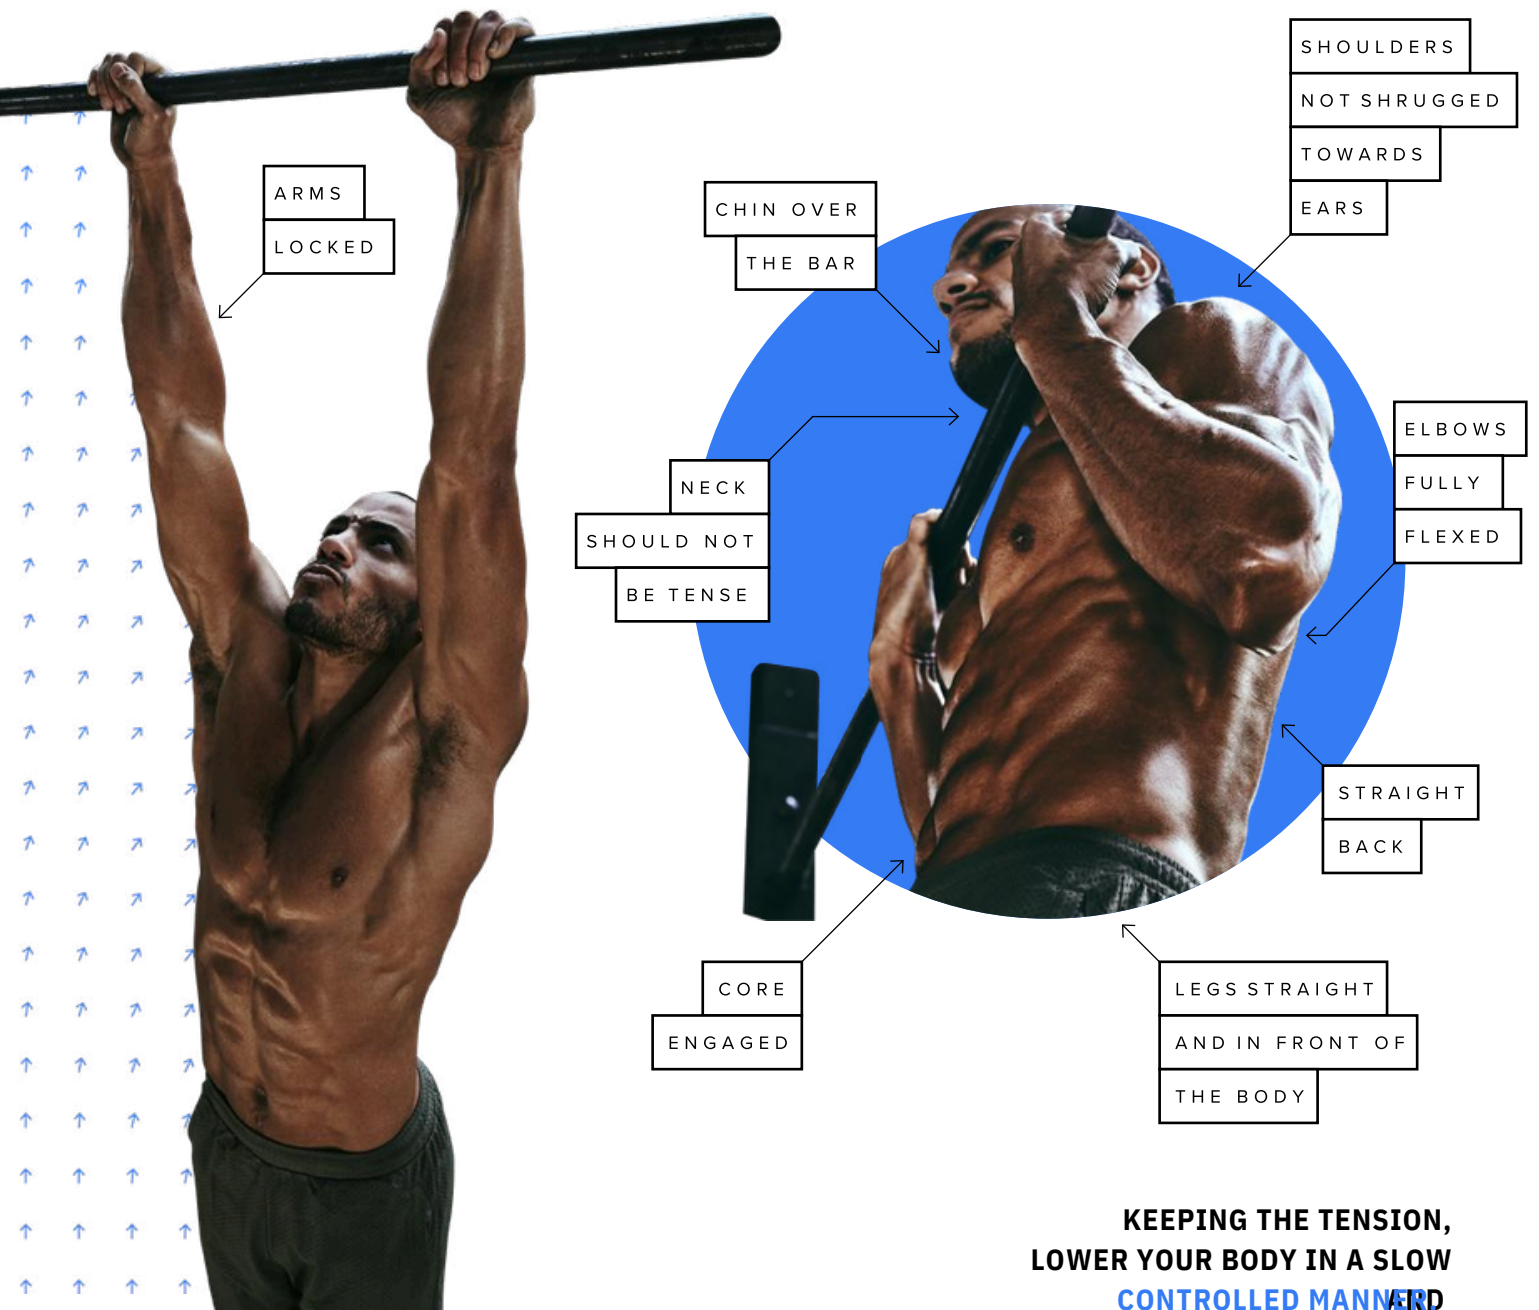 ARMS
LOCKED
CHIN OVER
THE BAR
SHOULDERS
NOT SHRUGGED
TOWARDS
EARS
NECK
SHOULD NOT
BE TENSE
ELBOWS
FULLY
FLEXED
STRAIGHT
BACK
CORE
ENGAGED
LEGS STRAIGHT
AND IN FRONT OF
THE BODY
KEEPING THE TENSION,
LOWER YOUR BODY IN A SLOW
CONTROLLED MANNER AND